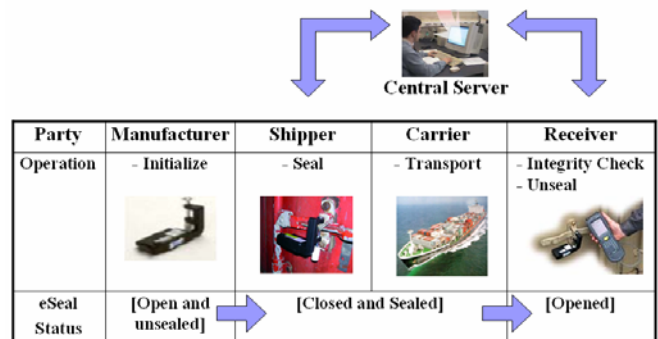 Central Server
Party Manufacturer Shipper Carrier Receiver
Operation - Initialize - Seal - Transport - Integrity Check
- Unseal
eSeal [Open and [Closed and Sealed] [Opened]
Status unsealed]